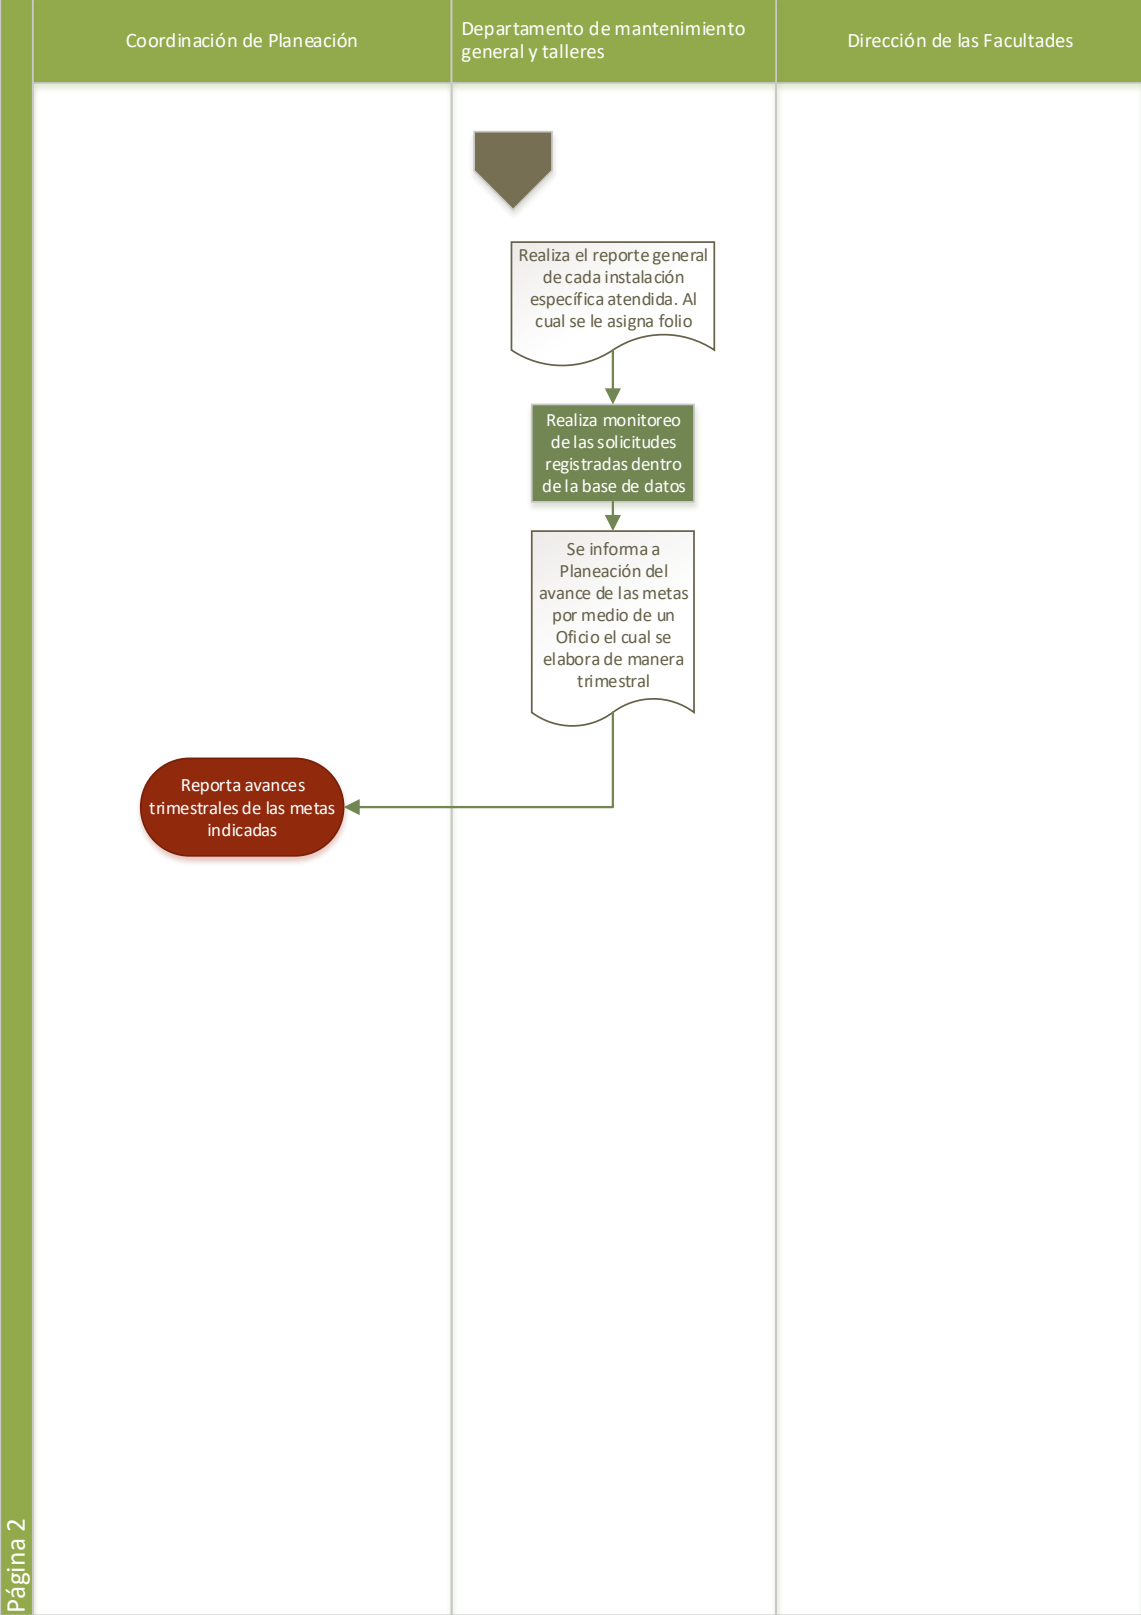 Coordinación de Planeación
Departamento de mantenimiento
general y talleres
Dirección de las Facultades
Realiza el reporte general
de cada instalación
específica atendida. Al
cual se le asigna folio
Realiza monitoreo
de las solicitudes
registradas dentro
de la base de datos
Se informa a
Planeación del
avance de las metas
por medio de un
Oficio el cual se
elabora de manera
trimestral
Reporta avances
trimestrales de las metas
indicadas
Página 2